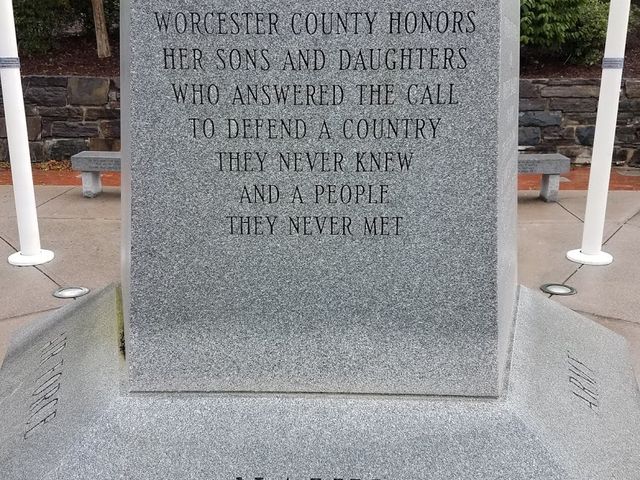 WORCESTER COUNTY HONORS
HER SONS AND DAUGHTERS
WHO ANSWERED THE CALL
TO DEFEND A COUNTRY
THEY NEVER KNEW
AND A PEOPLE
THEY NEVER MET
AIR FORCE
ARMY